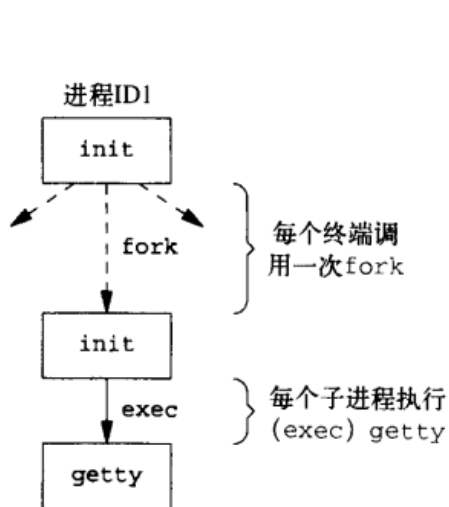 进程ID1
init
fork
每个终端调
用一次fork
init
exec
每个子进程执行
(exec) getty
getty